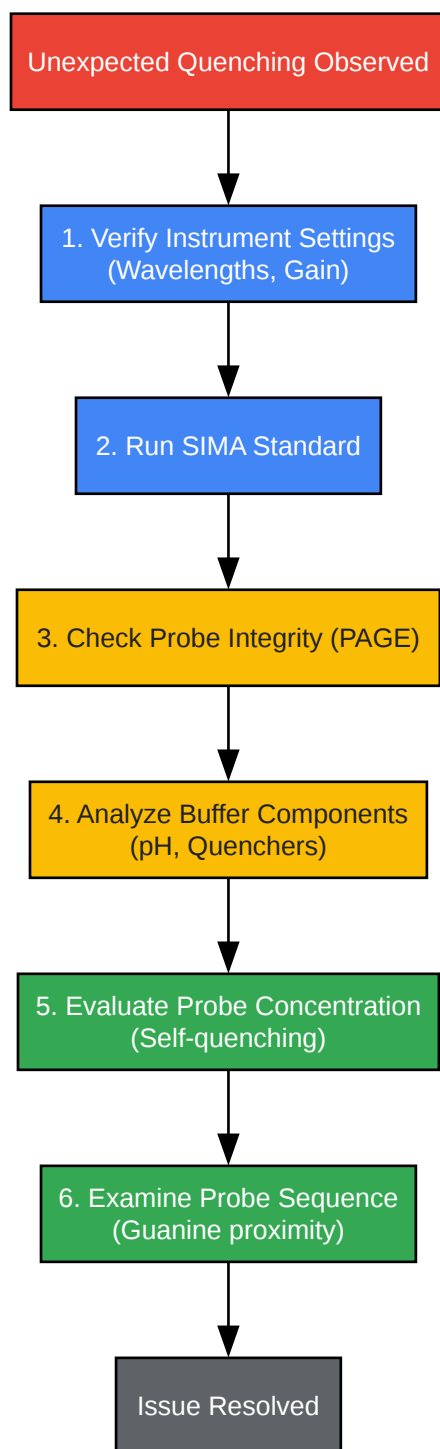 Unexpected Quenching Observed
1. Verify Instrument Settings
(Wavelengths, Gain)
2. Run SIMA Standard
3. Check Probe Integrity (PAGE)
4. Analyze Buffer Components
(pH, Quenchers)
5. Evaluate Probe Concentration
(Self-quenching)
6. Examine Probe Sequence
(Guanine proximity)
Issue Resolved